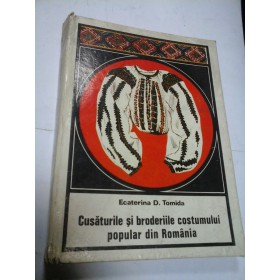 Ecaterina D. Tomida
Cusăturile și broderiile costumului
popular din România